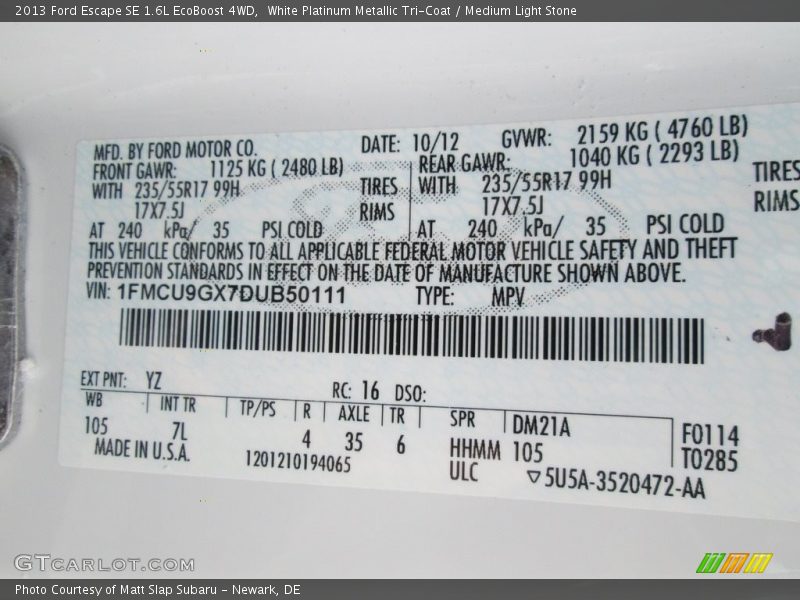 2013 Ford Escape SE 1.6L EcoBoost 4WD,  White Platinum Metallic Tri-Coat / Medium Light Stone
MFD. BY FORD MOTOR CO. DATE: 10/12 GVWR: 2159 KG ( 4760 LB)
FRONT GAWR: 1125 KG ( 2480 LB) REAR GAWR: 1040 KG ( 2293 LB)
WITH 235/55R17 99H TIRES WITH 235/55R17 99H TIRES
17X7.5J RIMS 17X7.5J RIMS
AT 240 kPa/ 35 PSI COLD AT 240 kPa/ 35 PSI COLD
THIS VEHICLE CONFORMS TO ALL APPLICABLE FEDERAL MOTOR VEHICLE SAFETY AND THEFT
PREVENTION STANDARDS IN EFFECT ON THE DATE OF MANUFACTURE SHOWN ABOVE.
VIN: 1FMCU9GX7DUB50111 TYPE: MPV
EXT PNT: YZ RC: 16 DSO:
WB INT TR TP/PS R AXLE TR SPR DM21A F0114
105 7L 4 35 6 HHMM 105 T0285
MADE IN U.S.A. 1201210194065 ULC ▽5U5A-3520472-AA
GTCARLOT.COM
Photo Courtesy of Matt Slap Subaru - Newark, DE